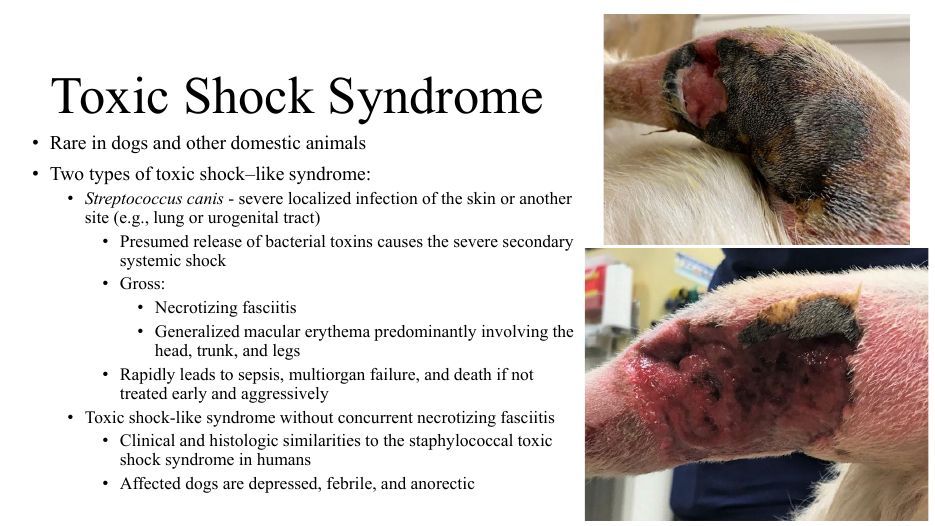 Toxic Shock Syndrome
• Rare in dogs and other domestic animals
• Two types of toxic shock–like syndrome:
• Streptococcus canis - severe localized infection of the skin or another
site (e.g., lung or urogenital tract)
• Presumed release of bacterial toxins causes the severe secondary
systemic shock
• Gross:
• Necrotizing fasciitis
• Generalized macular erythema predominantly involving the
head, trunk, and legs
• Rapidly leads to sepsis, multiorgan failure, and death if not
treated early and aggressively
• Toxic shock-like syndrome without concurrent necrotizing fasciitis
• Clinical and histologic similarities to the staphylococcal toxic
shock syndrome in humans
• Affected dogs are depressed, febrile, and anorectic